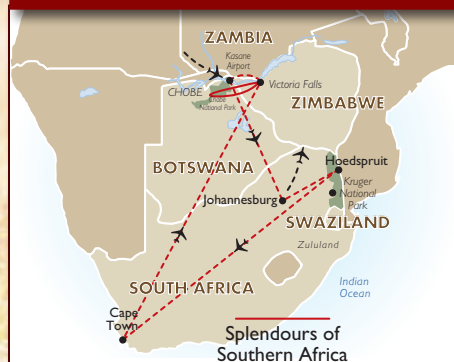 ZAMBIA
Kasane
Airport
CHOBE
Chobe
National Park
Victoria Falls
ZIMBABWE
BOTSWANA
Hoedspruit
Kruger
National
Park
Johannesburg
SWAZILAND
Zululand
SOUTH AFRICA
Indian
Ocean
Cape
Town
Splendours of
Southern Africa